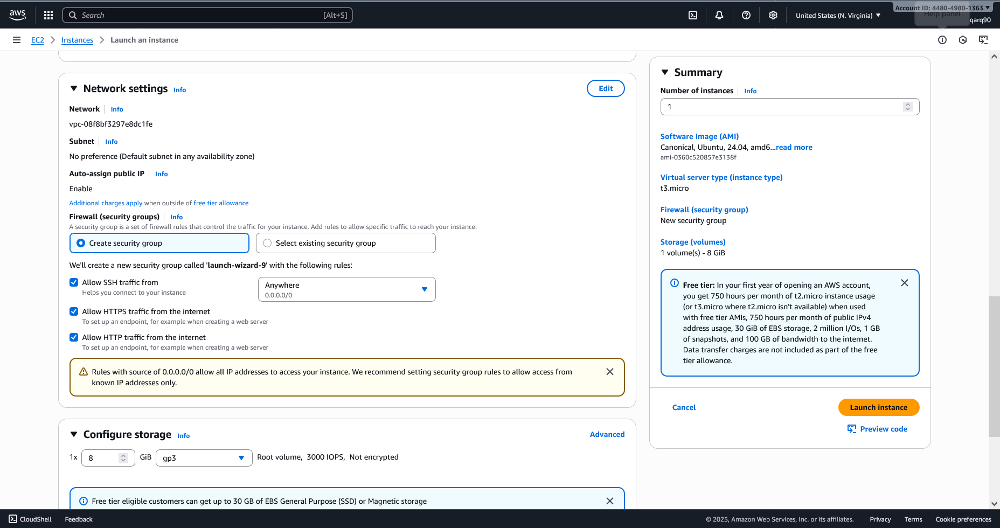 aws
Search [Alt+S]
United States (N. Virginia)
Account ID: 4480-4980-1363
Help panel
qarq90
EC2
Instances
Launch an instance
Network settings Info
Edit
Network Info
vpc-08f8bf3297e8dc1fe
Subnet Info
No preference (Default subnet in any availability zone)
Auto-assign public IP Info
Enable
Additional charges apply when outside of free tier allowance
Firewall (security groups) Info
A security group is a set of firewall rules that control the traffic for your instance. Add rules to allow specific traffic to reach your instance.
Create security group
Select existing security group
We'll create a new security group called 'launch-wizard-9' with the following rules:
Allow SSH traffic from
Helps you connect to your instance
Anywhere
0.0.0.0/0
Allow HTTPS traffic from the internet
To set up an endpoint, for example when creating a web server
Allow HTTP traffic from the internet
To set up an endpoint, for example when creating a web server
Rules with source of 0.0.0.0/0 allow all IP addresses to access your instance. We recommend setting security group rules to allow access from
known IP addresses only.
Configure storage Info
Advanced
1x 8 GiB gp3 Root volume, 3000 IOPS, Not encrypted
Free tier eligible customers can get up to 30 GB of EBS General Purpose (SSD) or Magnetic storage
Summary
Number of instances Info
1
Software Image (AMI)
Canonical, Ubuntu, 24.04, amd6...read more
ami-0360c520857e3138f
Virtual server type (instance type)
t3.micro
Firewall (security group)
New security group
Storage (volumes)
1 volume(s) - 8 GiB
Free tier: In your first year of opening an AWS account,
you get 750 hours per month of t2.micro instance usage
(or t3.micro where t2.micro isn't available) when used
with free tier AMIs, 750 hours per month of public IPv4
address usage, 30 GiB of EBS storage, 2 million I/Os, 1 GB
of snapshots, and 100 GB of bandwidth to the internet.
Data transfer charges are not included as part of the free
tier allowance.
Cancel
Launch instance
Preview code
CloudShell
Feedback
© 2025, Amazon Web Services, Inc. or its affiliates.
Privacy
Terms
Cookie preferences